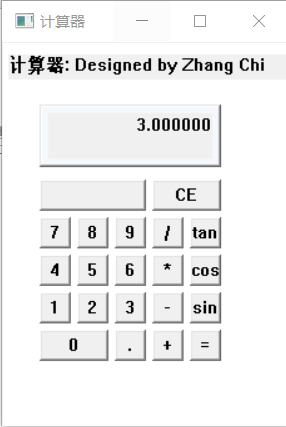 计算器
计算器: Designed by Zhang Chi
3.000000
CE
7 8 9 / tan
4 5 6 * cos
1 2 3 - sin
0 . + =